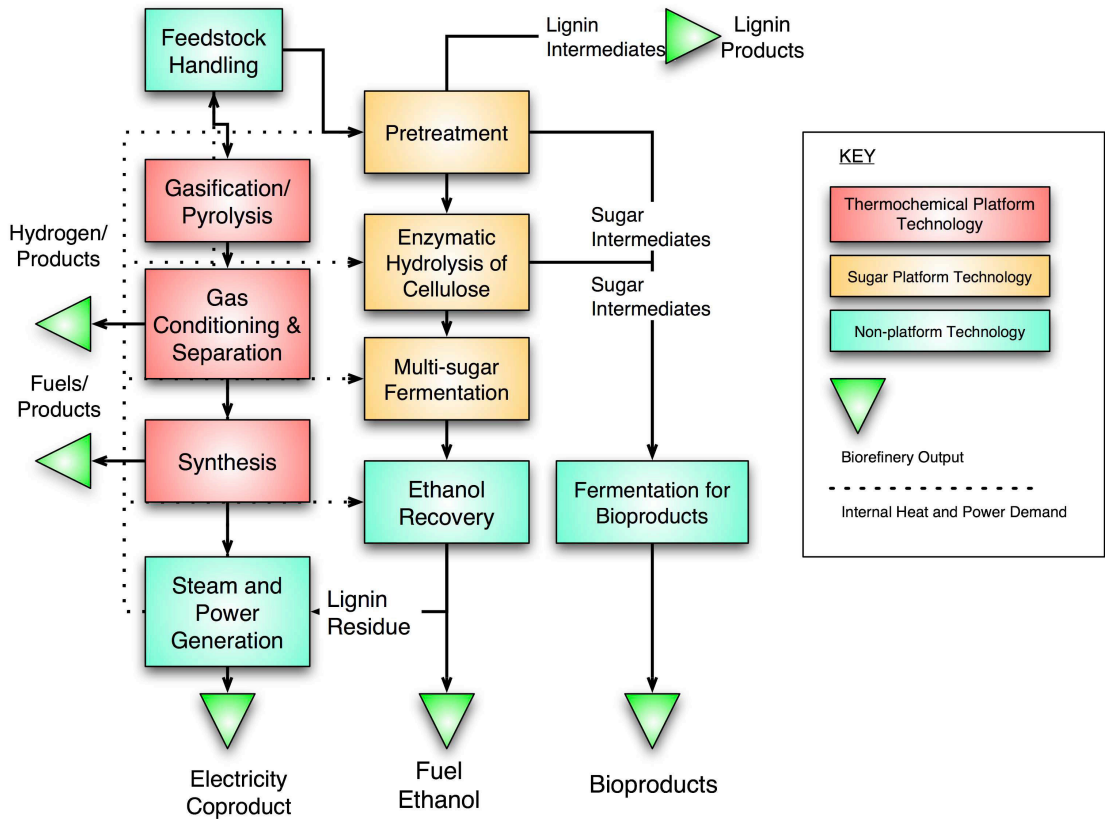 Feedstock
Handling
Lignin
Intermediates
Lignin
Products
Pretreatment
KEY
Gasification/
Pyrolysis
Thermochemical Platform
Technology
Hydrogen/
Products
Enzymatic
Hydrolysis of
Cellulose
Sugar
Intermediates
Sugar
Intermediates
Sugar Platform Technology
Gas
Conditioning &
Separation
Non-platform Technology
Fuels/
Products
Multi-sugar
Fermentation
Synthesis
Biorefinery Output
Ethanol
Recovery
Fermentation for
Bioproducts
Internal Heat and Power Demand
Steam and
Power
Generation
Lignin
Residue
Electricity
Coproduct
Fuel
Ethanol
Bioproducts